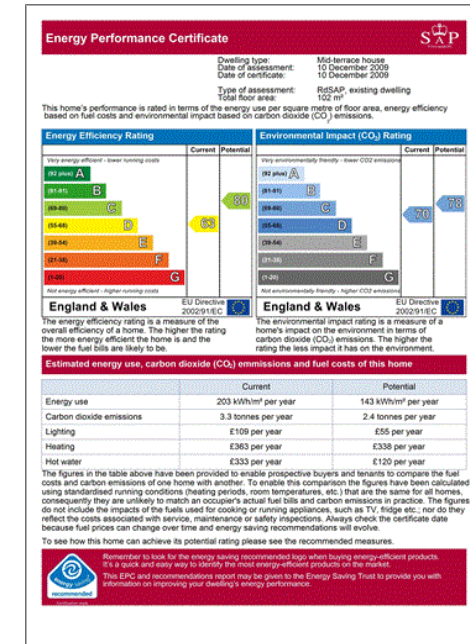 Energy Performance Certificate
SAP
Dwelling type: Mid-terrace house
Date of assessment: 10 December 2009
Date of certificate: 10 December 2009
Type of assessment: RdSAP, existing dwelling
Total floor area: 102 m²
This home's performance is rated in terms of the energy use per square metre of floor area, energy efficiency
based on fuel costs and environmental impact based on carbon dioxide (CO2) emissions.
Energy Efficiency Rating
Current Potential
Very energy efficient - lower running costs
(92 plus) A
(81-91) B
(69-80) C
(55-68) D
(39-54) E
(21-38) F
(1-20) G
63
80
Not energy efficient - higher running costs
England & Wales
EU Directive
2002/91/EC
Environmental Impact (CO₂) Rating
Current Potential
Very environmentally friendly - lower CO2 emissions
(92 plus) A
(81-91) B
(69-80) C
(55-68) D
(39-54) E
(21-38) F
(1-20) G
70
78
Not environmentally friendly - higher CO2 emissions
England & Wales
EU Directive
2002/91/EC
The energy efficiency rating is a measure of the
overall efficiency of a home. The higher the rating
the more energy efficient the home is and the
lower the fuel bills are likely to be.
The environmental impact rating is a measure of a
home's impact on the environment in terms of
carbon dioxide (CO₂) emissions. The higher the
rating the less impact it has on the environment.
Estimated energy use, carbon dioxide (CO₂) emmissions and fuel costs of this home
Current Potential
Energy use 203 kWh/m² per year 143 kWh/m² per year
Carbon dioxide emissions 3.3 tonnes per year 2.4 tonnes per year
Lighting £109 per year £55 per year
Heating £363 per year £338 per year
Hot water £333 per year £120 per year
The figures in the table above have been provided to enable prospective buyers and tenants to compare the fuel
costs and carbon emissions of one home with another. To enable this comparison the figures have been calculated
using standardised running conditions (heating periods, room temperatures, etc.) that are the same for all homes,
consequently they are unlikely to match an occupier's actual fuel bills and carbon emissions in practice. The figures
do not include the impacts of the fuels used for cooking or running appliances, such as TV, fridge etc.; nor do they
reflect the costs associated with service, maintenance or safety inspections. Always check the certificate date
because fuel prices can change over time and energy saving recommendations will evolve.
To see how this home can achieve its potential rating please see the recommended measures.
energy saving
recommended
Remember to look for the energy saving recommended logo when buying energy-efficient products.
It's a quick and easy way to identify the most energy-efficient products on the market.
This EPC and recommendations report may be given to the Energy Saving Trust to provide you with
information on improving your dwelling's energy performance.